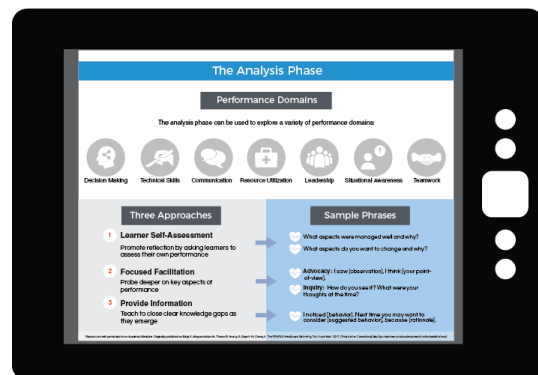 The Analysis Phase
Performance Domains
The analysis phase can be used to explore a variety of performance domains:
Decision Making
Technical Skills
Communication
Resource Utilization
Leadership
Situational Awareness
Teamwork
Three Approaches
1 Learner Self-Assessment
Promote reflection by asking learners to
assess their own performance
2 Focused Facilitation
Probe deeper on key aspects of
performance
3 Provide Information
Teach to close clear knowledge gaps as
they emerge
Sample Phrases
What aspects were managed well and why?
What aspects do you want to change and why?
Advocacy: I saw [observation], I think [your point-
of-view].
Inquiry: How do you see it? What were your
thoughts at the time?
I noticed [behavior]. Next time you may want to
consider [suggested behavior], because [rationale].